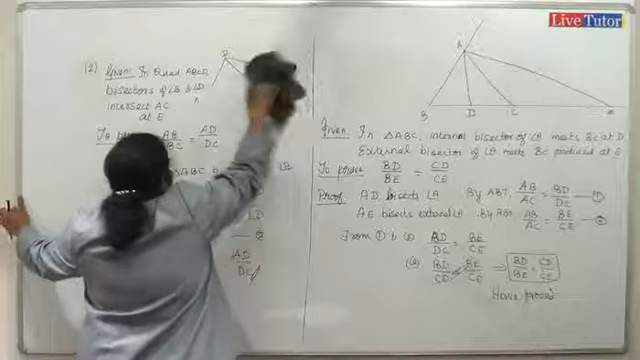 Live Tutor
(2) Given: In Quad ABCD,
bisectors of ∠B & ∠D
intersect AC
at E
AB/BC = AD/DC
∠B
∠D
②
AD/DC
A
B D C E
Given: In △ABC, internal bisector of ∠A meets BC at D
External bisector of ∠A meets BC produced at E
To prove BD/BE = CD/CE
Proof AD bisects ∠A By ABT, AB/AC = BD/DC — ①
AE bisects external ∠A By ABT AB/AC = BE/CE — ②
From ① & ② BD/DC = BE/CE
BD/CD = BE/CE ⟹ BD/BE = CD/CE
Hence proved